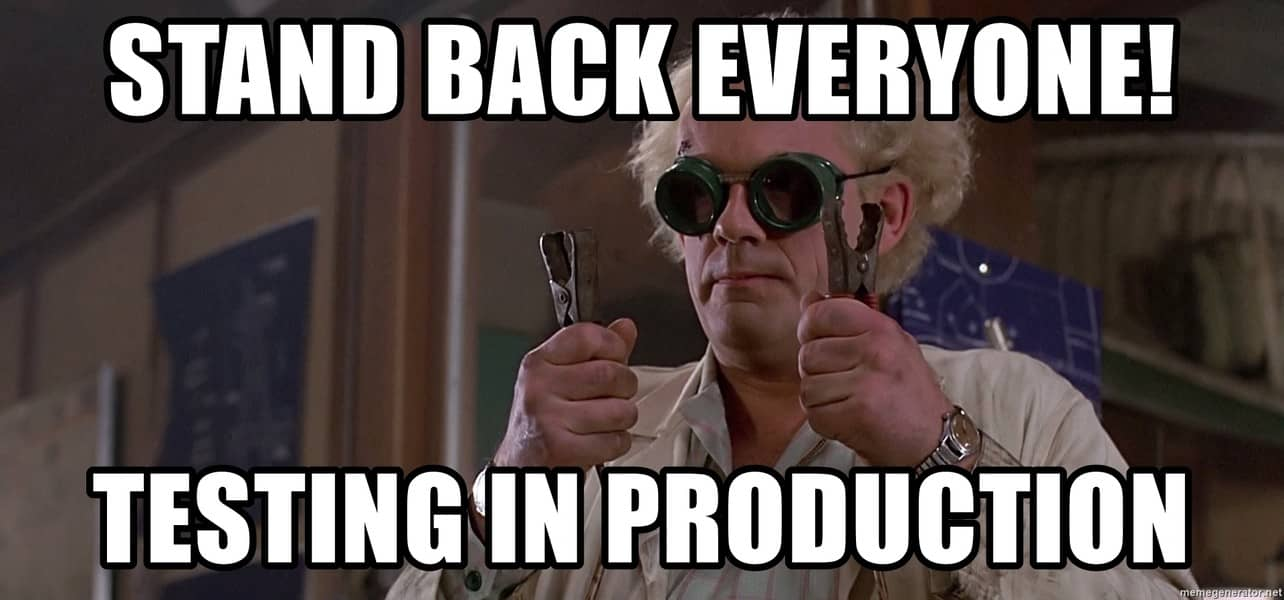 STAND BACK EVERYONE!
TESTING IN PRODUCTION
memegenerator.net